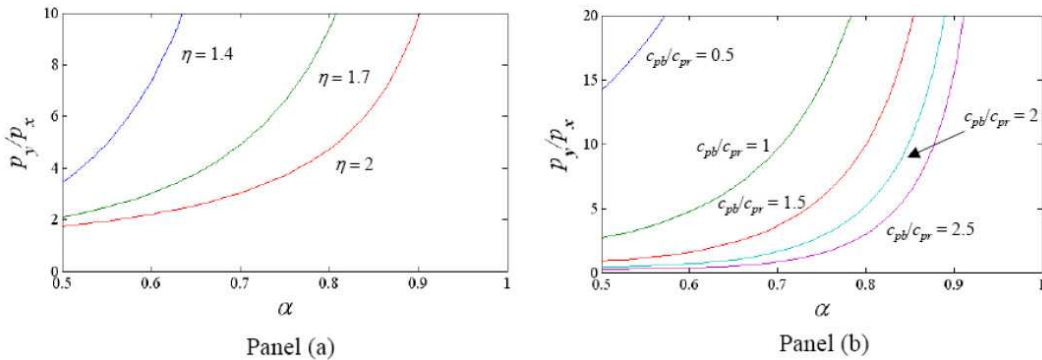 10
8
6
4
2
0
p_y/p_x
η = 1.4
η = 1.7
η = 2
0.5 0.6 0.7 0.8 0.9 1
α
Panel (a)
20
15
10
5
0
p_y/p_x
c_pb/c_pr = 0.5
c_pb/c_pr = 1
c_pb/c_pr = 1.5
c_pb/c_pr = 2
c_pb/c_pr = 2.5
0.5 0.6 0.7 0.8 0.9 1
α
Panel (b)